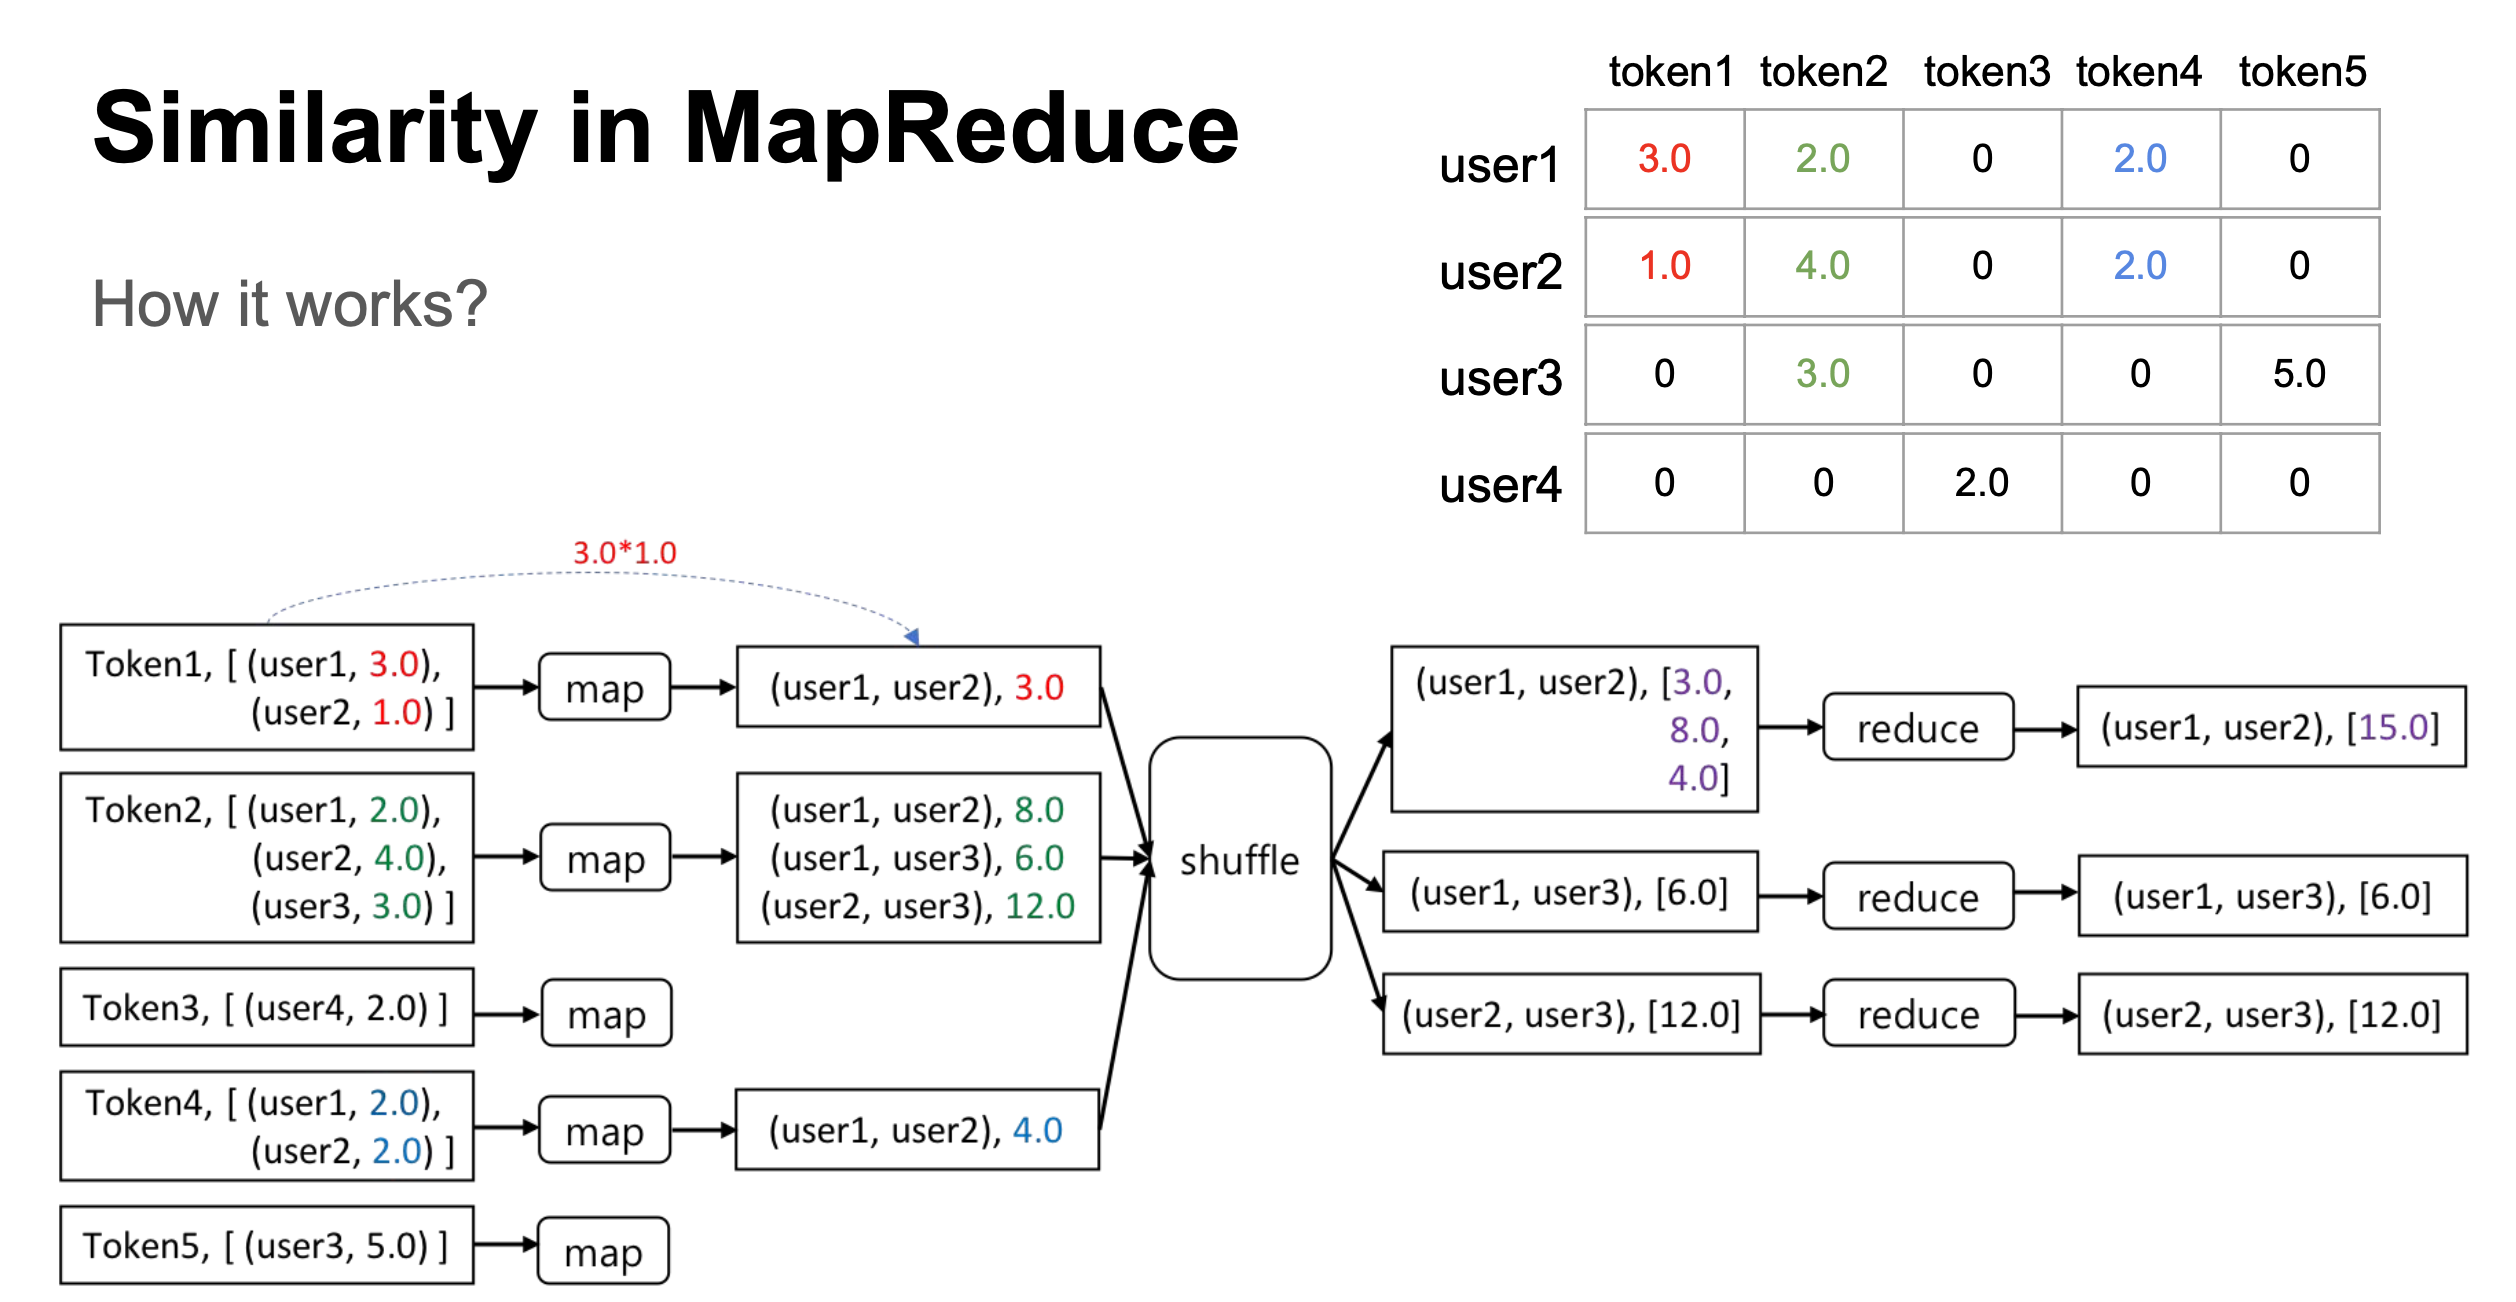 Similarity in MapReduce
How it works?
token1 token2 token3 token4 token5
user1 3.0 2.0 0 2.0 0
user2 1.0 4.0 0 2.0 0
user3 0 3.0 0 0 5.0
user4 0 0 2.0 0 0
3.0*1.0
Token1, [ (user1, 3.0),
(user2, 1.0) ]
map
(user1, user2), 3.0
Token2, [ (user1, 2.0),
(user2, 4.0),
(user3, 3.0) ]
map
(user1, user2), 8.0
(user1, user3), 6.0
(user2, user3), 12.0
Token3, [ (user4, 2.0) ]
map
Token4, [ (user1, 2.0),
(user2, 2.0) ]
map
(user1, user2), 4.0
Token5, [ (user3, 5.0) ]
map
shuffle
(user1, user2), [3.0,
8.0,
4.0]
reduce
(user1, user2), [15.0]
(user1, user3), [6.0]
reduce
(user1, user3), [6.0]
(user2, user3), [12.0]
reduce
(user2, user3), [12.0]